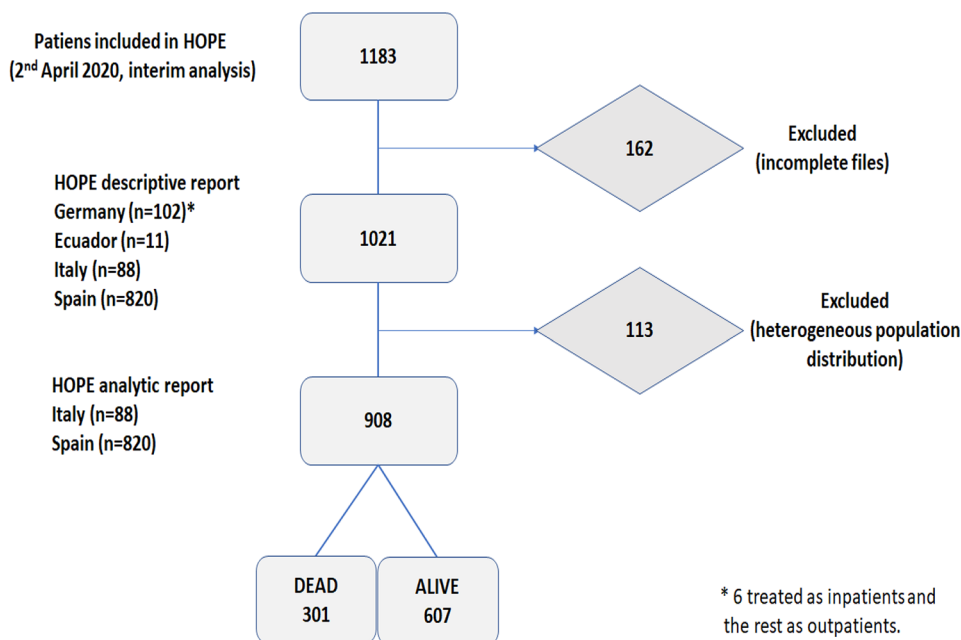 Patiens included in HOPE
(2nd April 2020, interim analysis)
1183
162
Excluded
(incomplete files)
HOPE descriptive report
Germany (n=102)*
Ecuador (n=11)
Italy (n=88)
Spain (n=820)
1021
113
Excluded
(heterogeneous population
distribution)
HOPE analytic report
Italy (n=88)
Spain (n=820)
908
DEAD
301
ALIVE
607
* 6 treated as inpatients and
the rest as outpatients.